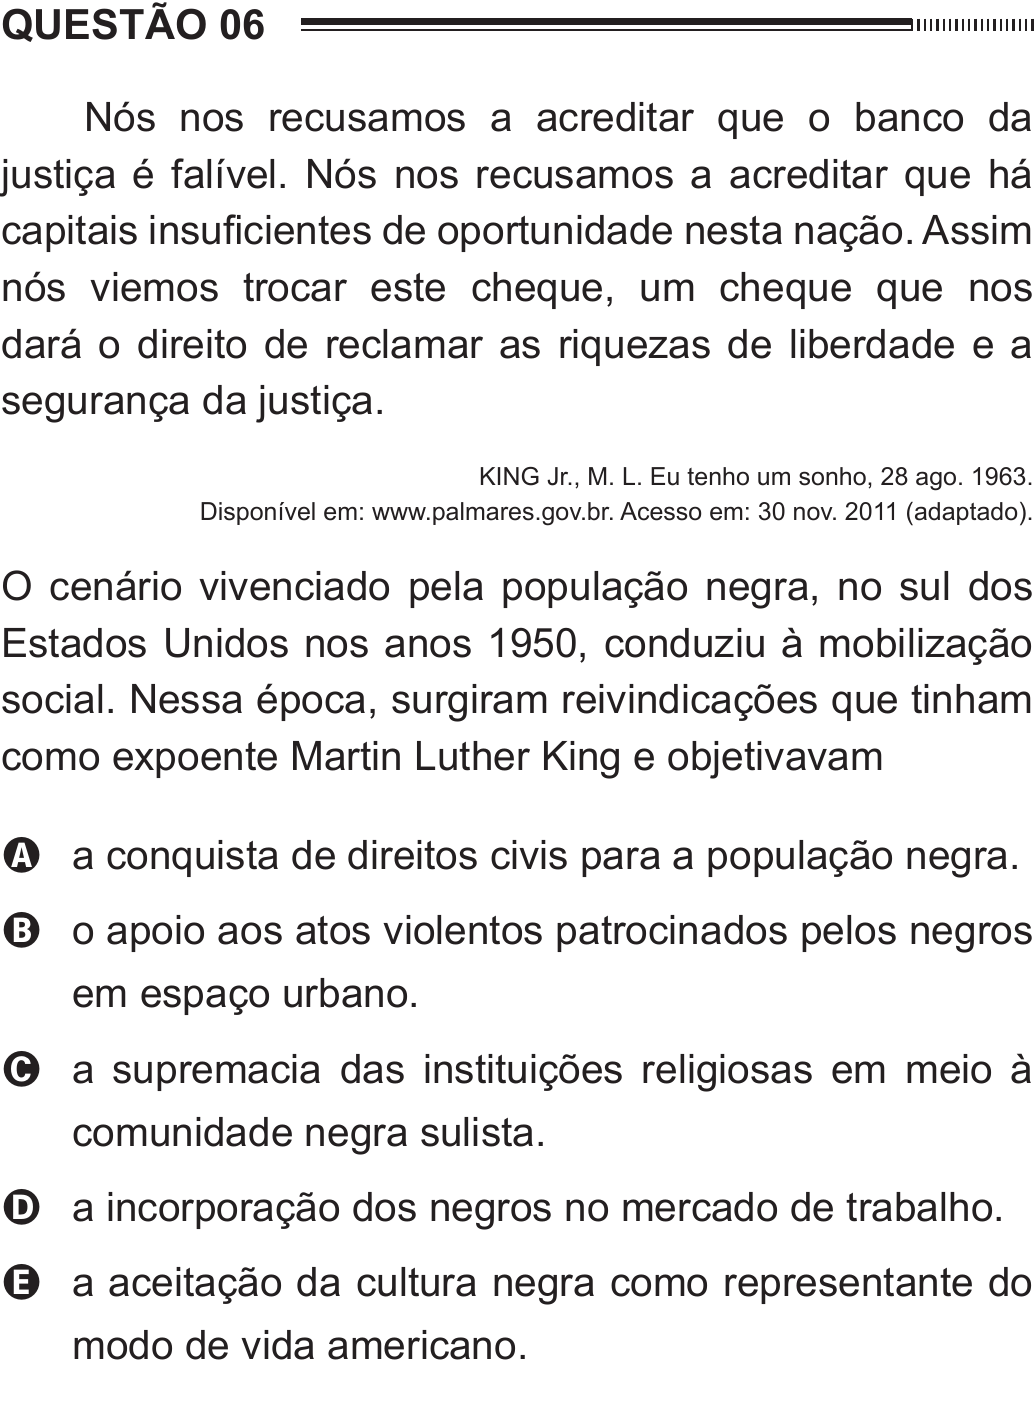 QUESTÃO 06
Nós nos recusamos a acreditar que o banco da
justiça é falível. Nós nos recusamos a acreditar que há
capitais insuficientes de oportunidade nesta nação. Assim
nós viemos trocar este cheque, um cheque que nos
dará o direito de reclamar as riquezas de liberdade e a
segurança da justiça.
KING Jr., M. L. Eu tenho um sonho, 28 ago. 1963.
Disponível em: www.palmares.gov.br. Acesso em: 30 nov. 2011 (adaptado).
O cenário vivenciado pela população negra, no sul dos
Estados Unidos nos anos 1950, conduziu à mobilização
social. Nessa época, surgiram reivindicações que tinham
como expoente Martin Luther King e objetivavam
A a conquista de direitos civis para a população negra.
B o apoio aos atos violentos patrocinados pelos negros
em espaço urbano.
C a supremacia das instituições religiosas em meio à
comunidade negra sulista.
D a incorporação dos negros no mercado de trabalho.
E a aceitação da cultura negra como representante do
modo de vida americano.